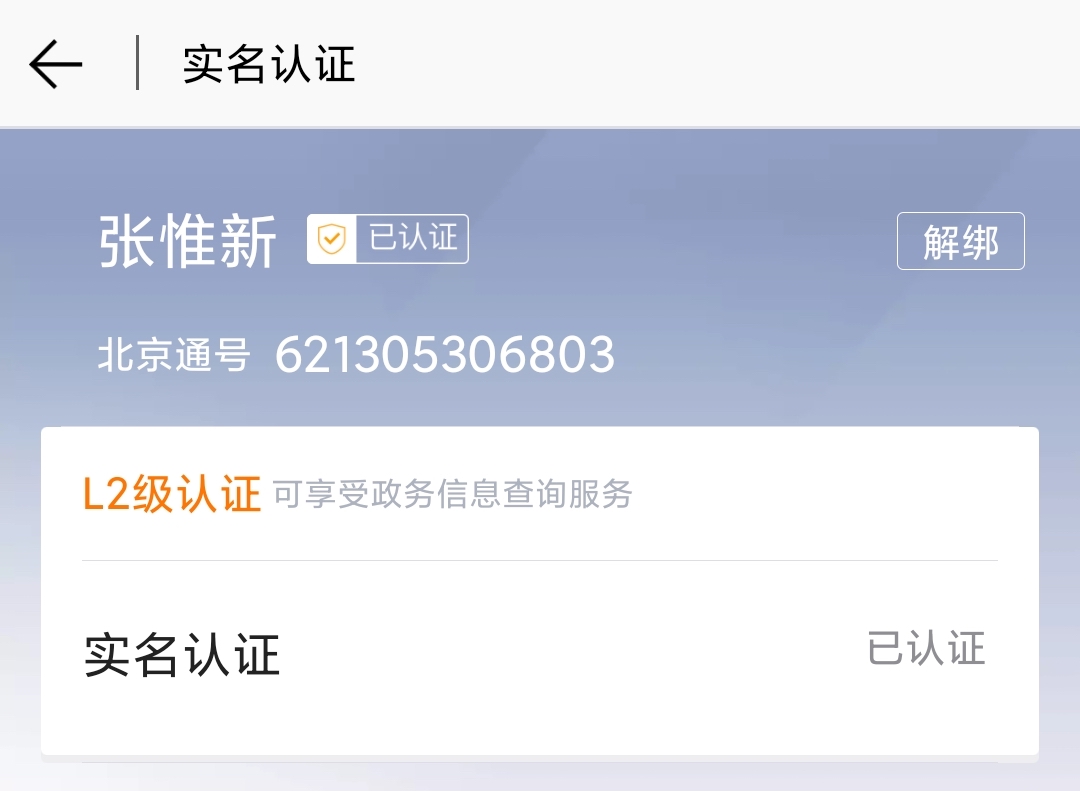 实名认证
张惟新 已认证 解绑
北京通号 621305306803
L2级认证 可享受政务信息查询服务
实名认证 已认证